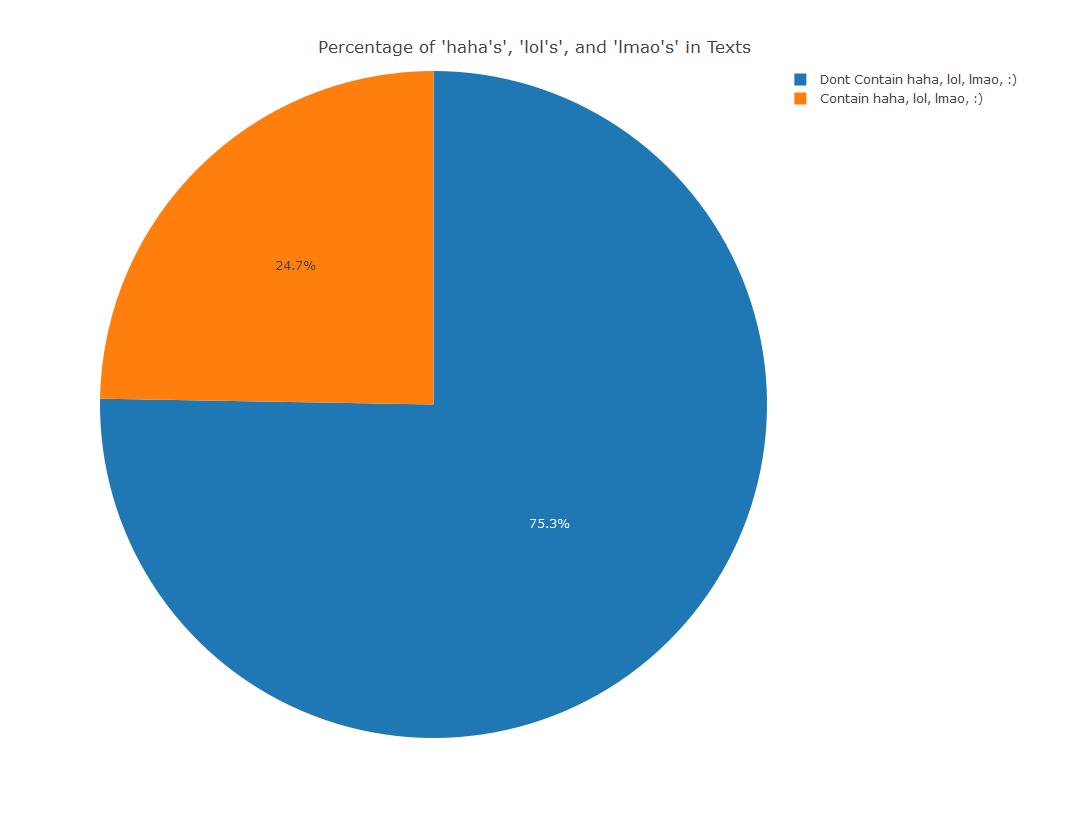 Percentage of 'haha's', 'lol's', and 'lmao's' in Texts
Dont Contain haha, lol, lmao, :)
Contain haha, lol, lmao, :)
24.7%
75.3%